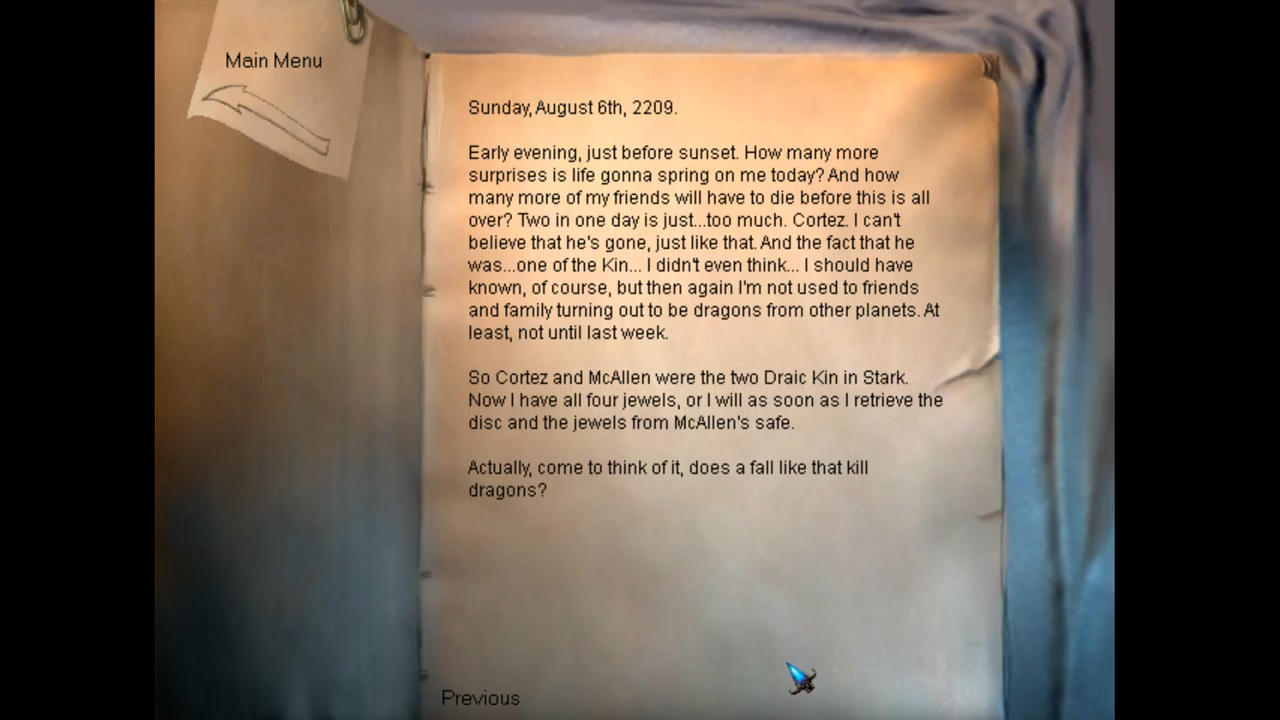 Main Menu
Sunday, August 6th, 2209.
Early evening, just before sunset. How many more
surprises is life gonna spring on me today? And how
many more of my friends will have to die before this is all
over? Two in one day is just...too much. Cortez. I can't
believe that he's gone, just like that. And the fact that he
was...one of the Kin... I didn't even think... I should have
known, of course, but then again I'm not used to friends
and family turning out to be dragons from other planets. At
least, not until last week.
So Cortez and McAllen were the two Draic Kin in Stark.
Now I have all four jewels, or I will as soon as I retrieve the
disc and the jewels from McAllen's safe.
Actually, come to think of it, does a fall like that kill
dragons?
Previous